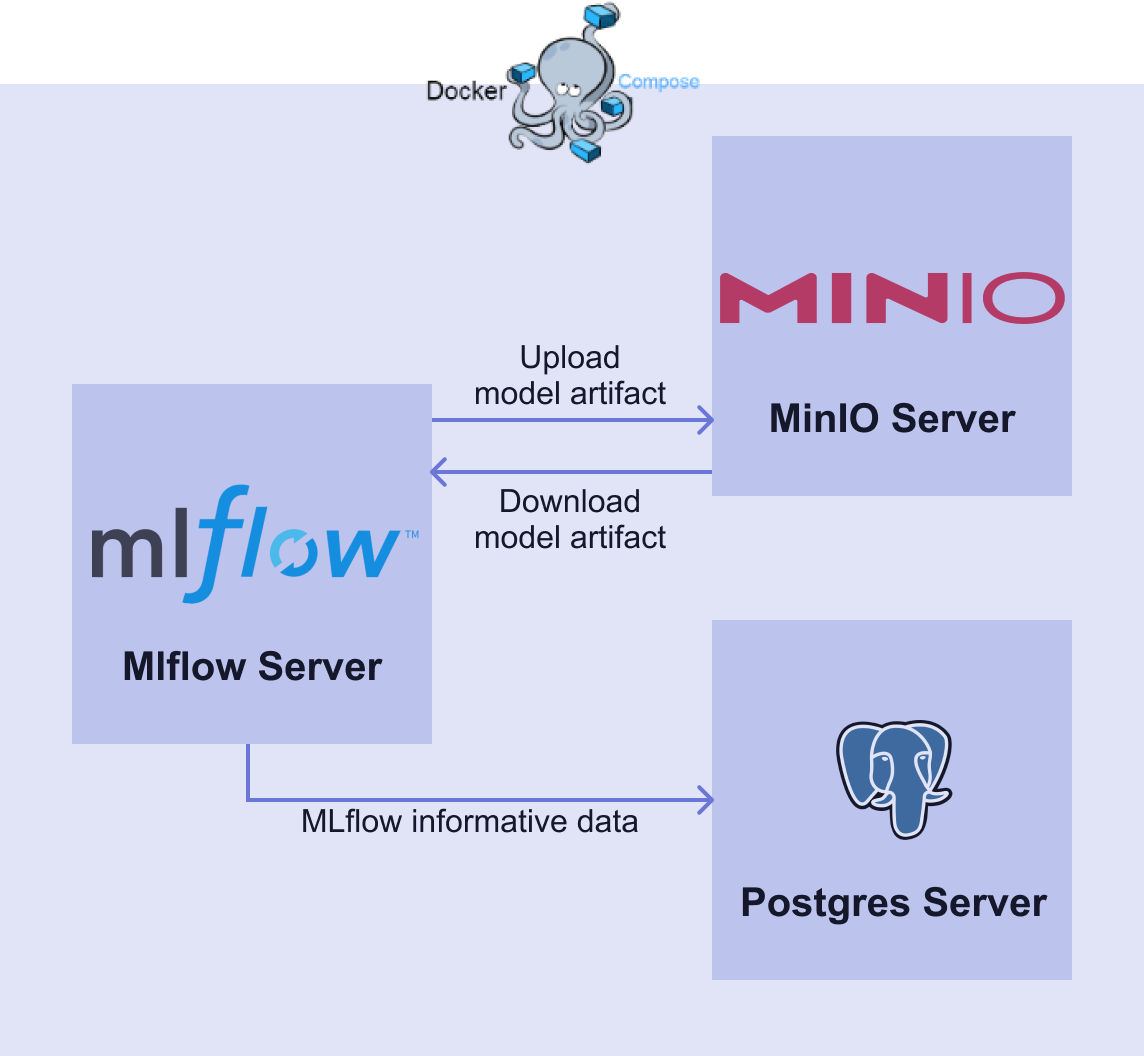 Docker
Compose
MINIO
MinIO Server
Upload
model artifact
Download
model artifact
mlflow™
Mlflow Server
MLflow informative data
Postgres Server